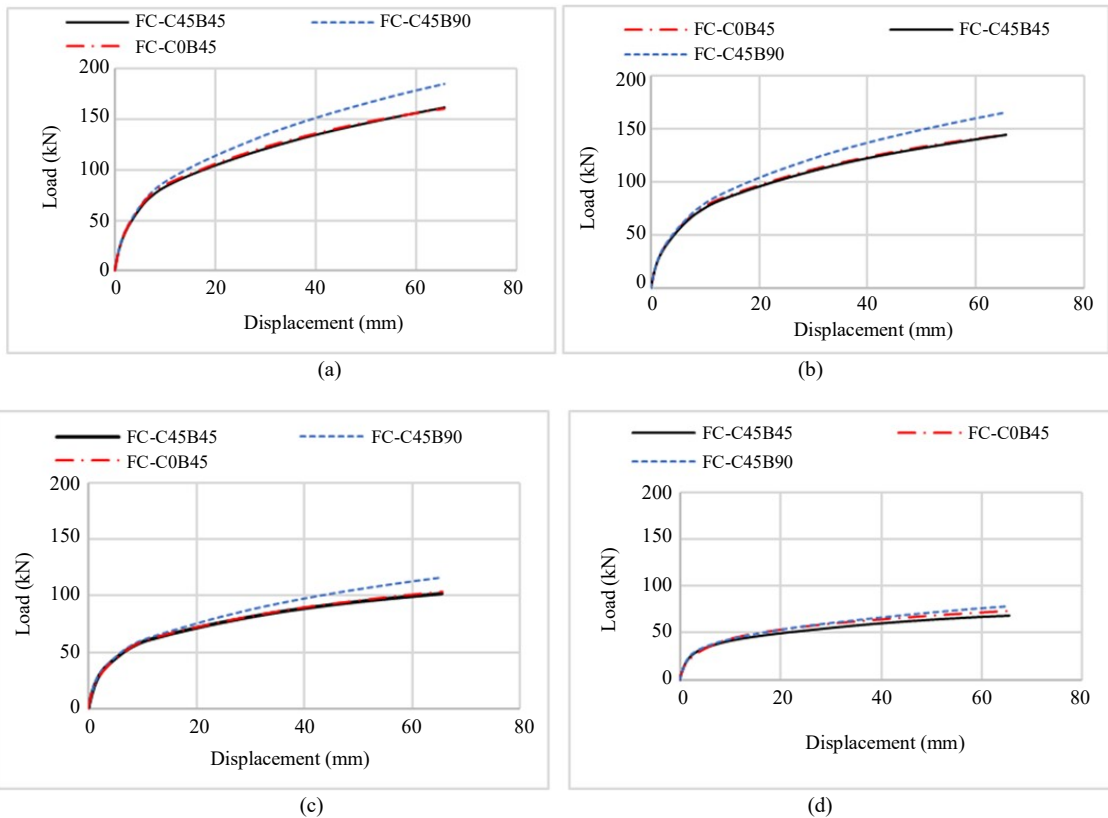 FC-C45B45 FC-C45B90
FC-C0B45
200
150
100
50
0
Load (kN)
0 20 40 60 80
Displacement (mm)
(a)
FC-C0B45 FC-C45B45
FC-C45B90
200
150
100
50
0
Load (kN)
0 20 40 60 80
Displacement (mm)
(b)
FC-C45B45 FC-C45B90
FC-C0B45
200
150
100
50
0
Load (kN)
0 20 40 60 80
Displacement (mm)
(c)
FC-C45B45 FC-C0B45
FC-C45B90
200
150
100
50
0
Load (kN)
0 20 40 60 80
Displacement (mm)
(d)